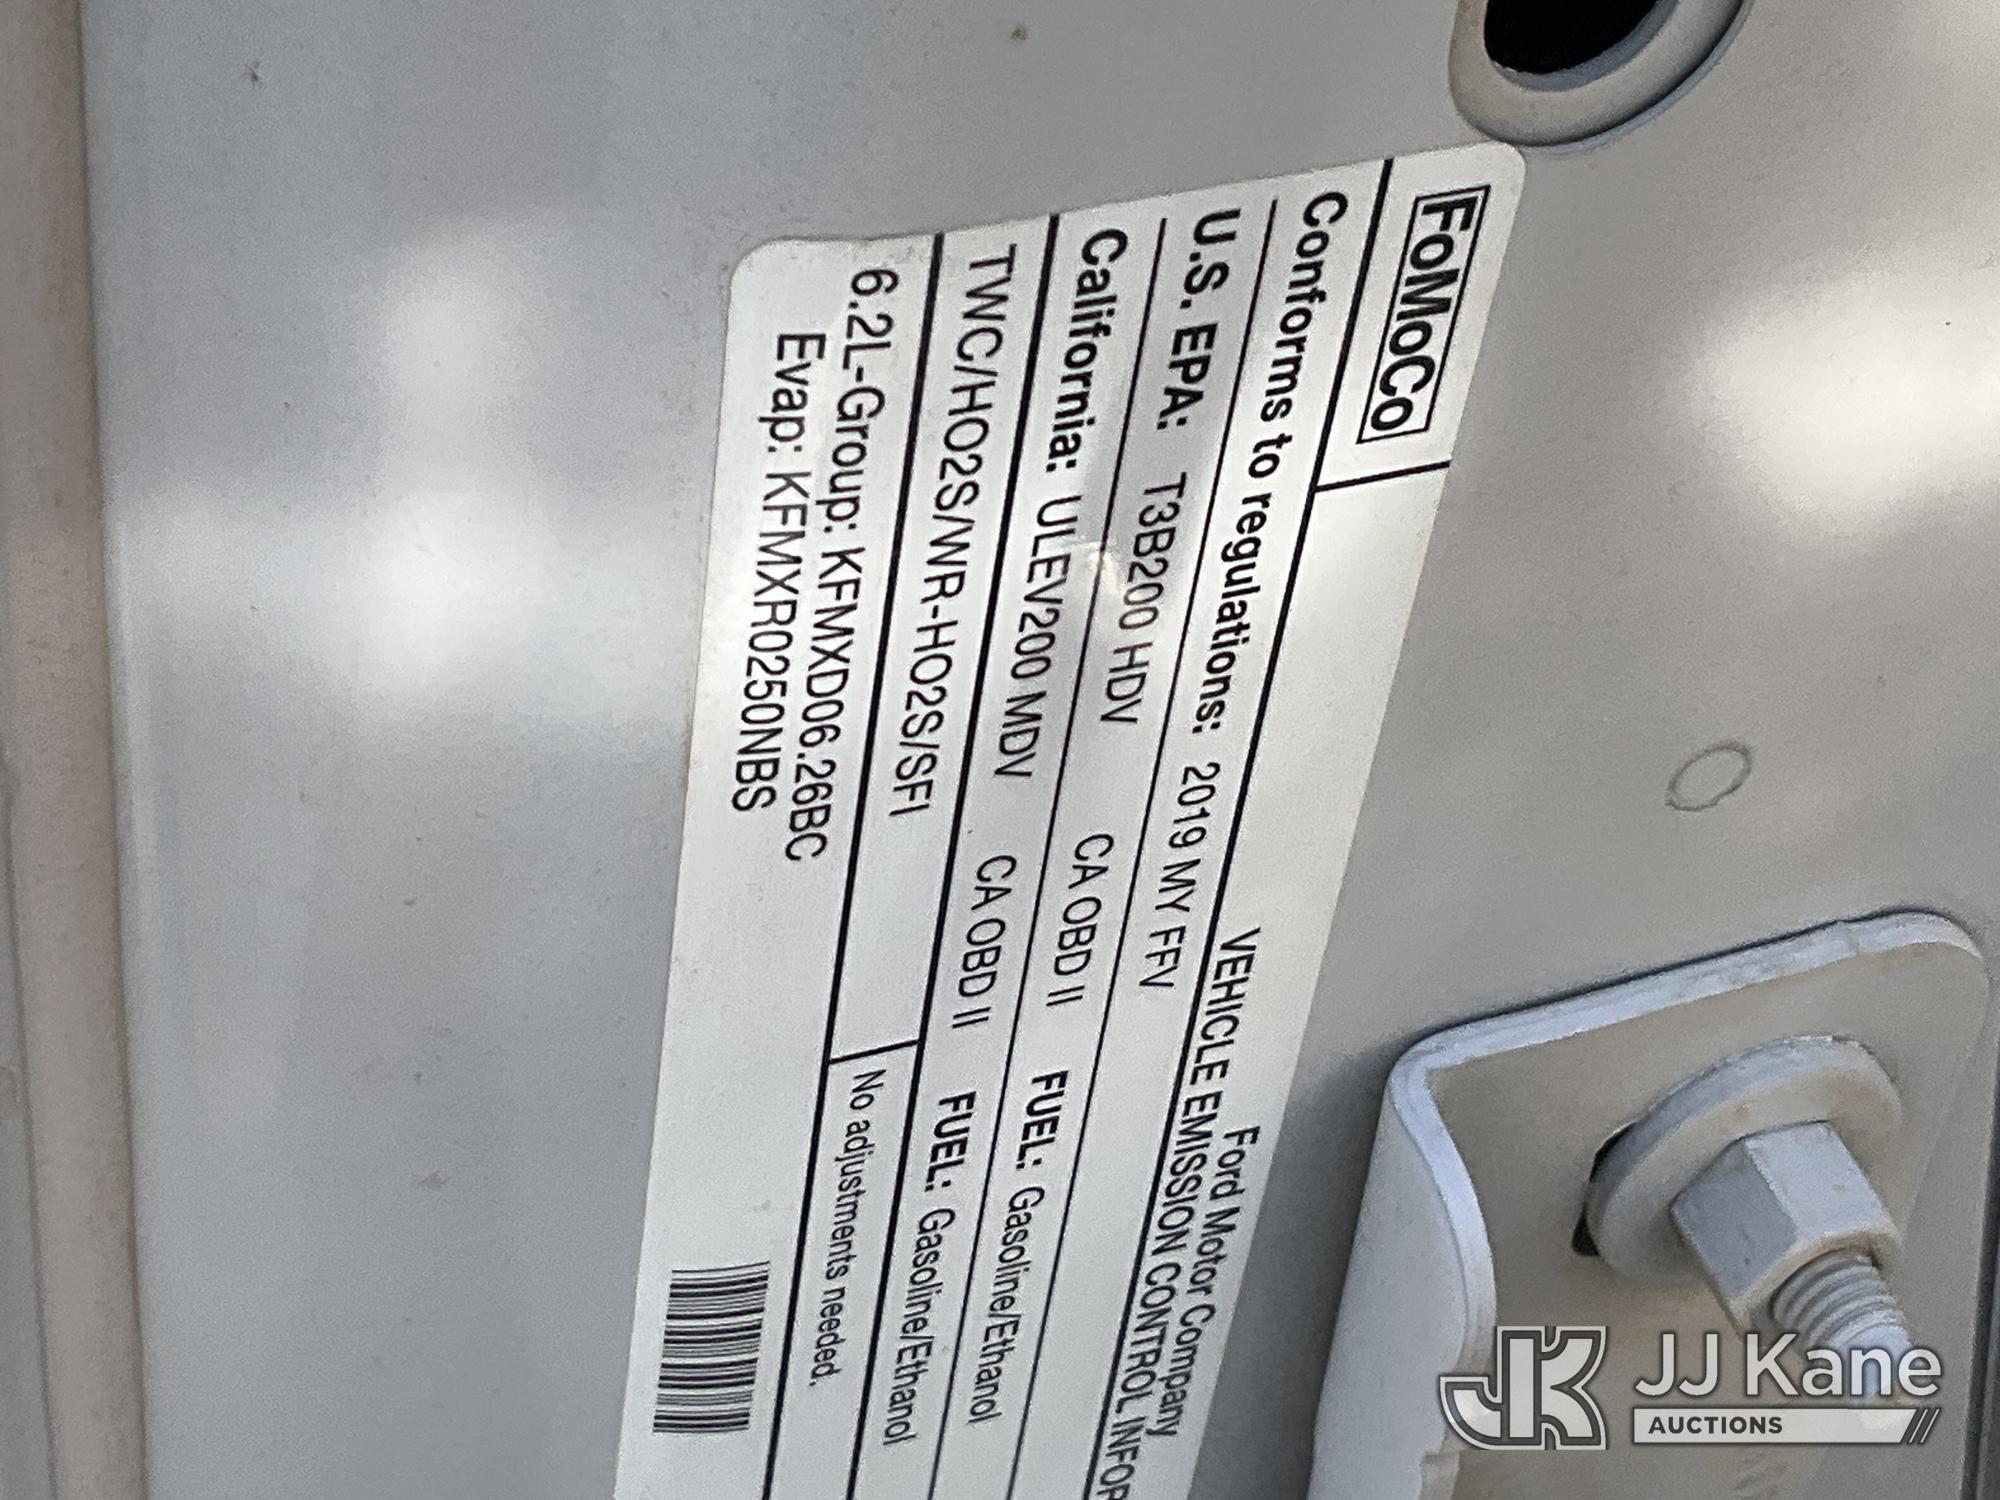 FoMoCo
Ford Motor Company
VEHICLE EMISSION CONTROL
Conforms to regulations: 2019 MY FFV
U.S. EPA: T3B200 HDV CA OBD II FUEL: Gasoline/Ethanol
California: ULEV200 MDV CA OBD II FUEL: Gasoline/Ethanol
TWC/HO2S/WR-HO2S/SFI No adjustments needed.
6.2L-Group: KFMXD06.26BC
Evap: KFMXR0250NBS
JK JJ Kane
AUCTIONS